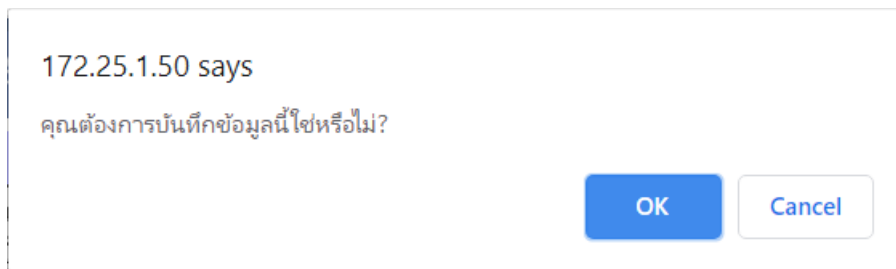 172.25.1.50 says
คุณต้องการบันทึกข้อมูลนี้ใช่หรือไม่?
OK Cancel